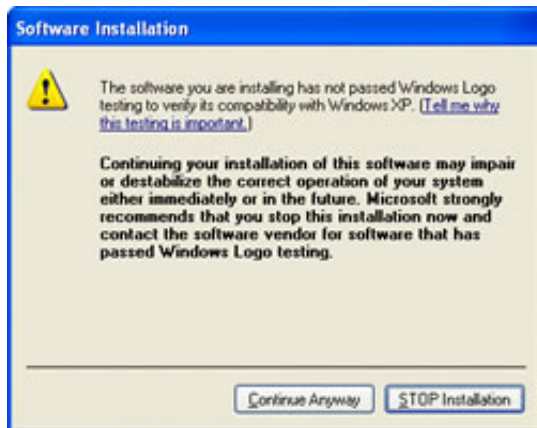 Software Installation
The software you are installing has not passed Windows Logo
testing to verify its compatibility with Windows XP. (Tell me why
this testing is important.)
Continuing your installation of this software may impair
or destabilize the correct operation of your system
either immediately or in the future. Microsoft strongly
recommends that you stop this installation now and
contact the software vendor for software that has
passed Windows Logo testing.
Continue Anyway STOP Installation